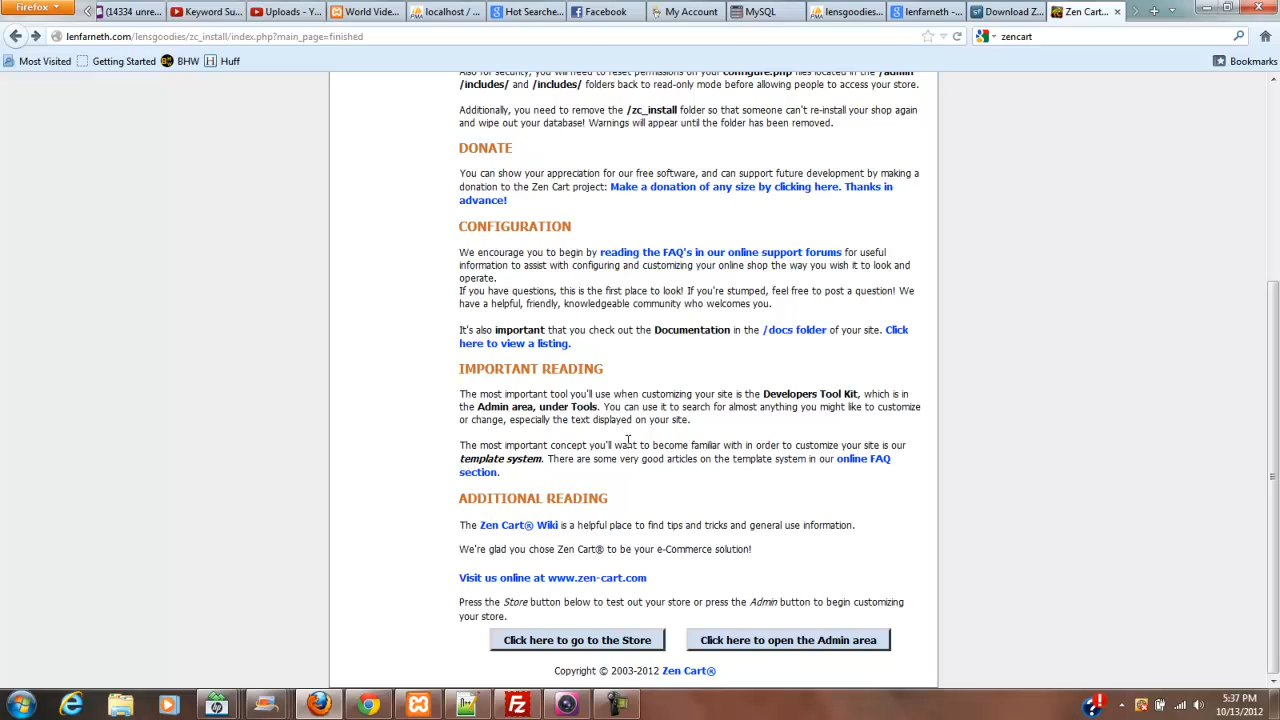 Firefox
(14334 unre...
Keyword Su...
Uploads - Y...
World Vide...
localhost / ...
Hot Searche...
Facebook
My Account
MySQL
lensgoodies...
lenfarneth -...
Download Z...
Zen Cart...
lenfarneth.com/lensgoodies/zc_install/index.php?main_page=finished
zencart
Most Visited
Getting Started
BHW
Huff
Bookmarks
Also for security, you will need to reset permissions on your configure.php files located in the /admin
/includes/ and /includes/ folders back to read-only mode before allowing people to access your store.
Additionally, you need to remove the /zc_install folder so that someone can't re-install your shop again
and wipe out your database! Warnings will appear until the folder has been removed.
DONATE
You can show your appreciation for our free software, and can support future development by making a
donation to the Zen Cart project: Make a donation of any size by clicking here. Thanks in
advance!
CONFIGURATION
We encourage you to begin by reading the FAQ's in our online support forums for useful
information to assist with configuring and customizing your online shop the way you wish it to look and
operate.
If you have questions, this is the first place to look! If you're stumped, feel free to post a question! We
have a helpful, friendly, knowledgeable community who welcomes you.
It's also important that you check out the Documentation in the /docs folder of your site. Click
here to view a listing.
IMPORTANT READING
The most important tool you'll use when customizing your site is the Developers Tool Kit, which is in
the Admin area, under Tools. You can use it to search for almost anything you might like to customize
or change, especially the text displayed on your site.
The most important concept you'll want to become familiar with in order to customize your site is our
template system. There are some very good articles on the template system in our online FAQ
section.
ADDITIONAL READING
The Zen Cart® Wiki is a helpful place to find tips and tricks and general use information.
We're glad you chose Zen Cart® to be your e-Commerce solution!
Visit us online at www.zen-cart.com
Press the Store button below to test out your store or press the Admin button to begin customizing
your store.
Click here to go to the Store
Click here to open the Admin area
Copyright © 2003-2012 Zen Cart®
5:37 PM
10/13/2012